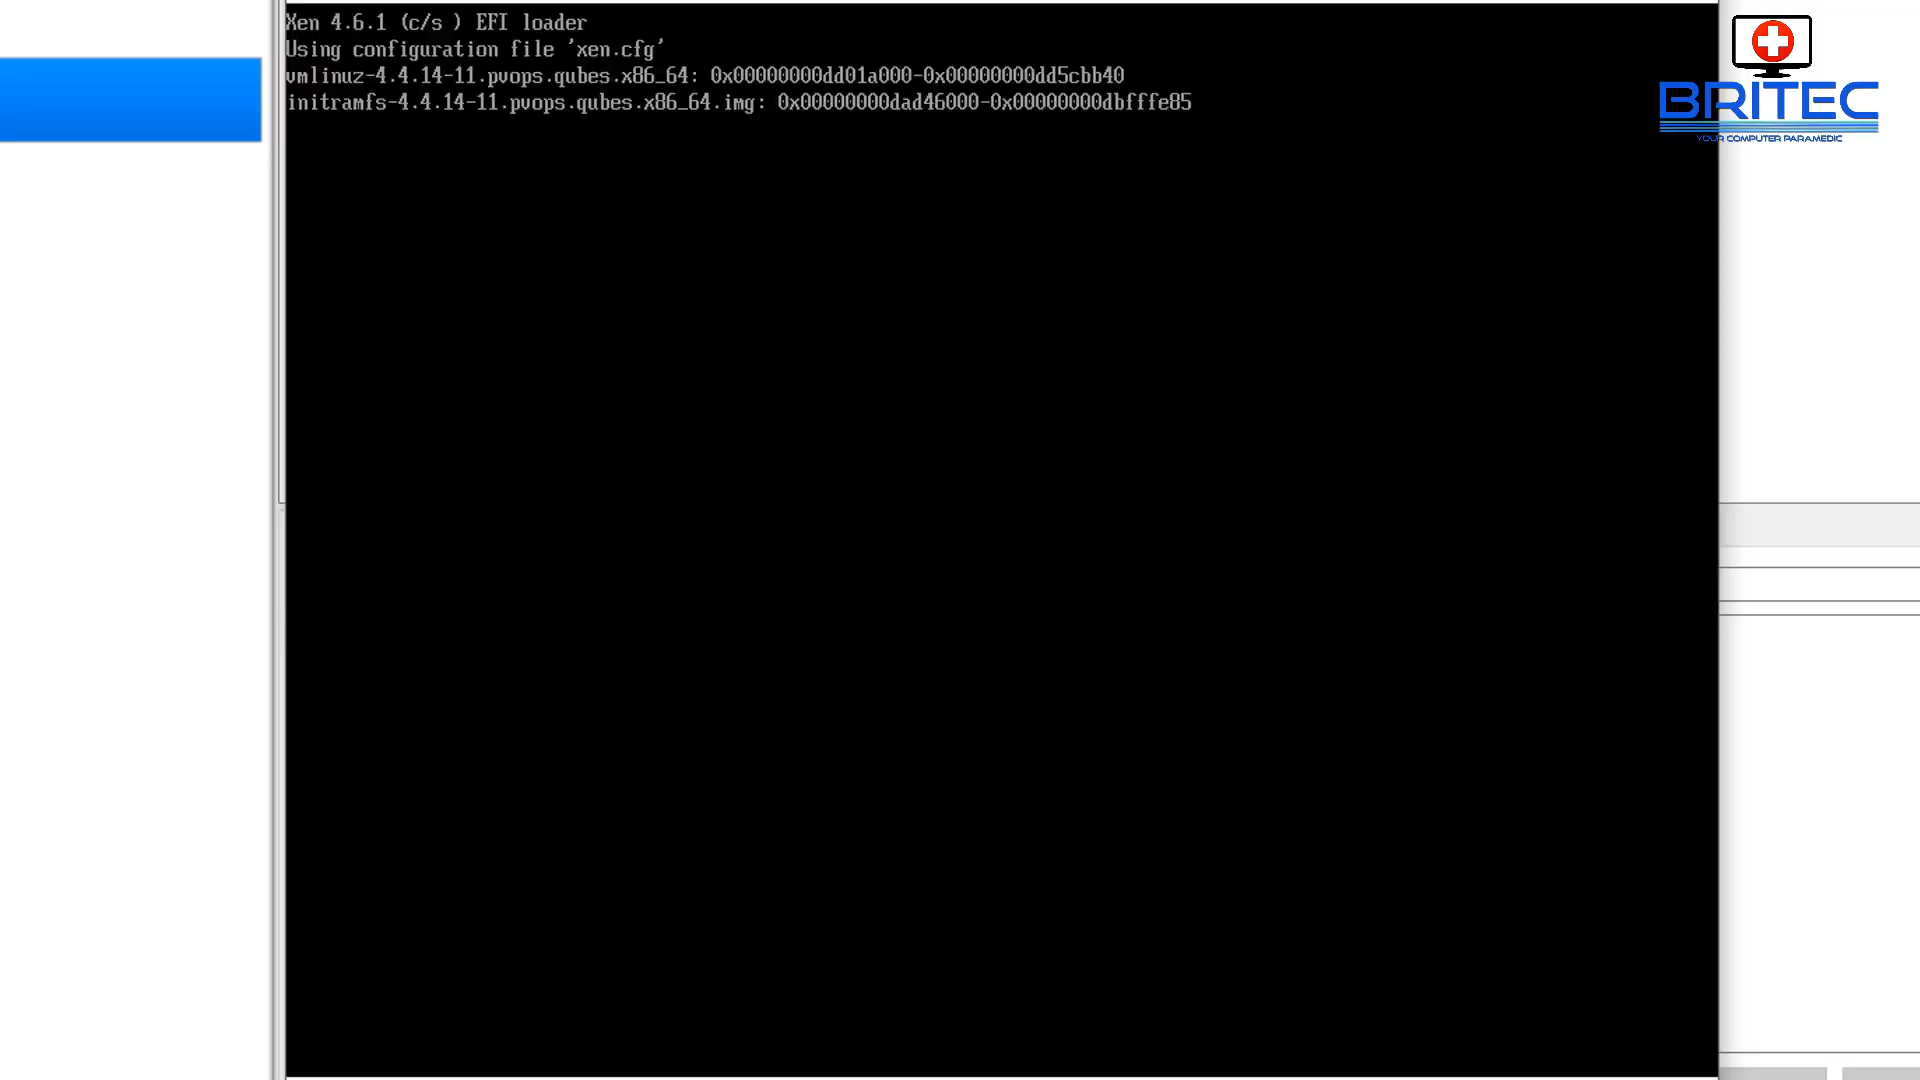 Xen 4.6.1 (c/s ) EFI loader
Using configuration file 'xen.cfg'
vmlinuz-4.4.14-11.pvops.qubes.x86_64: 0x00000000dd01a000-0x00000000dd5cbb40
initramfs-4.4.14-11.pvops.qubes.x86_64.img: 0x00000000dad46000-0x00000000dbfffe85
BRITEC
YOUR COMPUTER PARAMEDIC